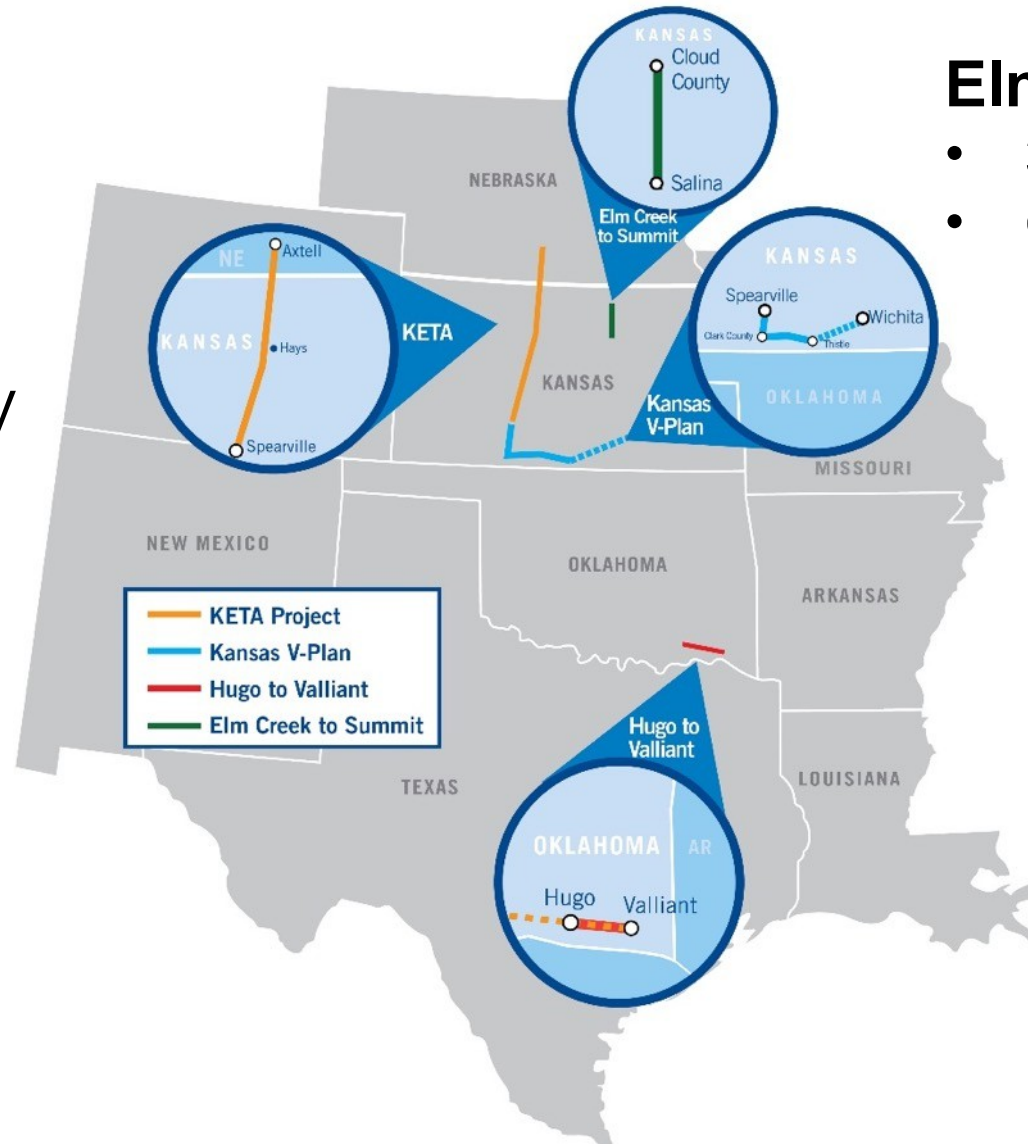 KANSAS
Cloud
County
Salina
Elm Creek
to Summit
NEBRASKA
NE
Axtell
KANSAS
Hays
Spearville
KETA
KANSAS
Spearville
Wichita
Clark County
Thistle
OKLAHOMA
KANSAS
Kansas
V-Plan
MISSOURI
NEW MEXICO
OKLAHOMA
ARKANSAS
KETA Project
Kansas V-Plan
Hugo to Valliant
Elm Creek to Summit
Hugo to
Valliant
TEXAS
LOUISIANA
OKLAHOMA
AR
Hugo
Valliant